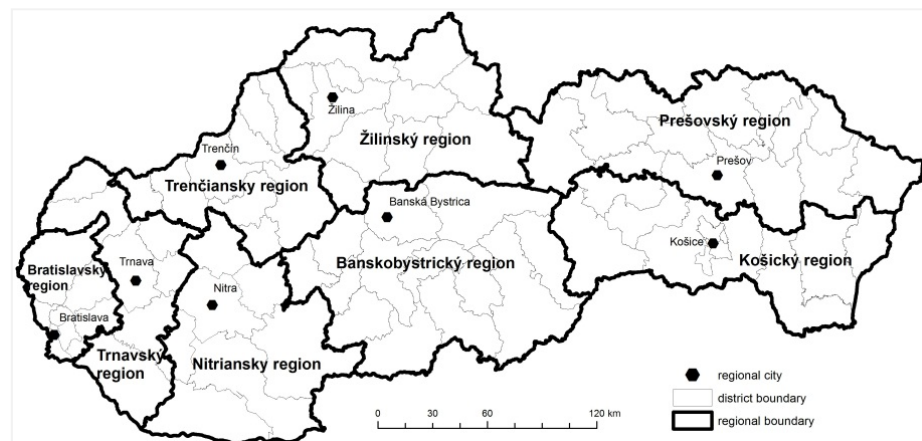 Žilina
Žilinský region
Prešovský region
Prešov
Trenčín
Trenčiansky region
Banská Bystrica
Banskobystrický region
Košice
Košický region
Bratislavský
region
Trnava
Nitra
Bratislava
Trnavský
region
Nitriansky region
regional city
district boundary
regional boundary
0 30 60 120 km